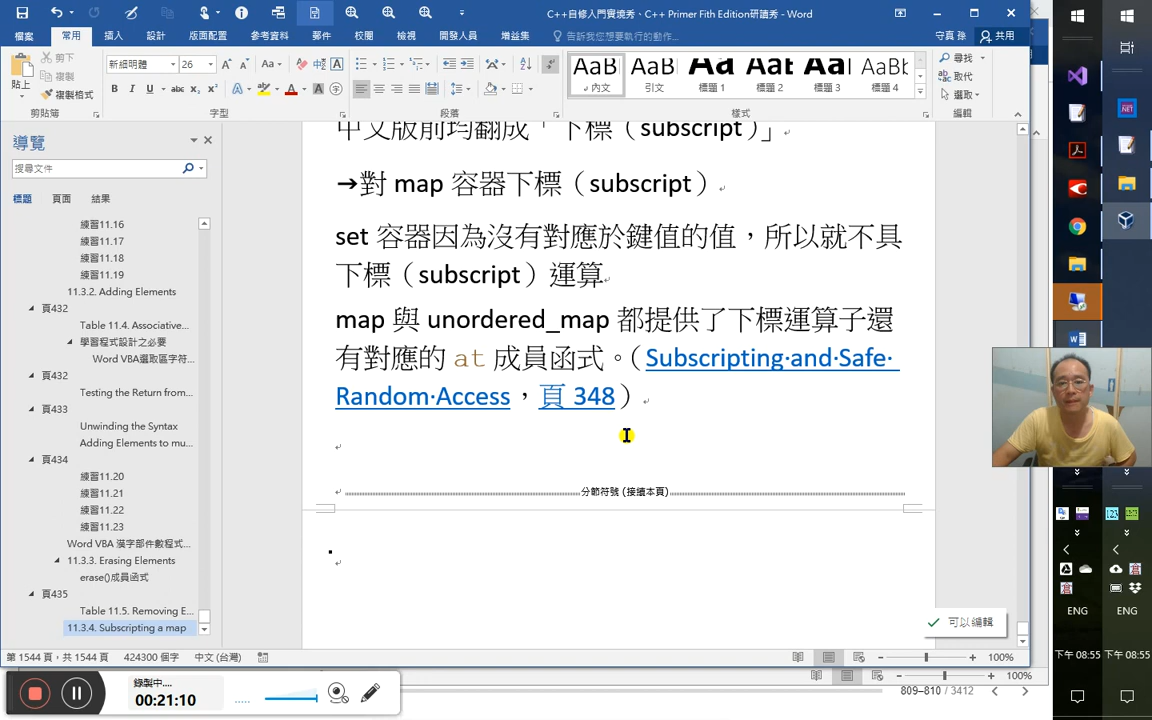 C++自修入門實境秀、C++ Primer Fith Edition研讀秀 - Word
檔案 常用 插入 設計 版面配置 參考資料 郵件 校閱 檢視 開發人員 增益集 告訴我您想要執行的動作... 守真 孫 共用
貼上 剪下 複製 複製格式
新細明體 26
AaB AaBb AaB AaBb AaB AaBb
內文 引文 標題 1 標題 2 標題 3 標題 4
尋找 取代 選取
剪貼簿 字型 段落 樣式 編輯
導覽
搜尋文件
標題 頁面 結果
練習11.16
練習11.17
練習11.18
練習11.19
11.3.2. Adding Elements
頁432
Table 11.4. Associative...
學習程式設計之必要
Word VBA選取區字符...
頁432
Testing the Return from...
頁433
Unwinding the Syntax
Adding Elements to mu...
頁434
練習11.20
練習11.21
練習11.22
練習11.23
Word VBA 漢字部件數程式...
11.3.3. Erasing Elements
erase()成員函式
頁435
Table 11.5. Removing E...
11.3.4. Subscripting a map
中文版前均翻成「下標（subscript）」
→對 map 容器下標（subscript）
set 容器因為沒有對應於鍵值的值，所以就不具
下標（subscript）運算
map 與 unordered_map 都提供了下標運算子還
有對應的 at 成員函式。（Subscripting·and·Safe·
Random·Access，頁 348）
分節符號 (接續本頁)
可以編輯
第 1544 頁，共 1544 頁 424300 個字 中文 (台灣) 100%
100%
809–810 / 3412
錄製中....
00:21:10
ENG ENG
下午 08:55 下午 08:55